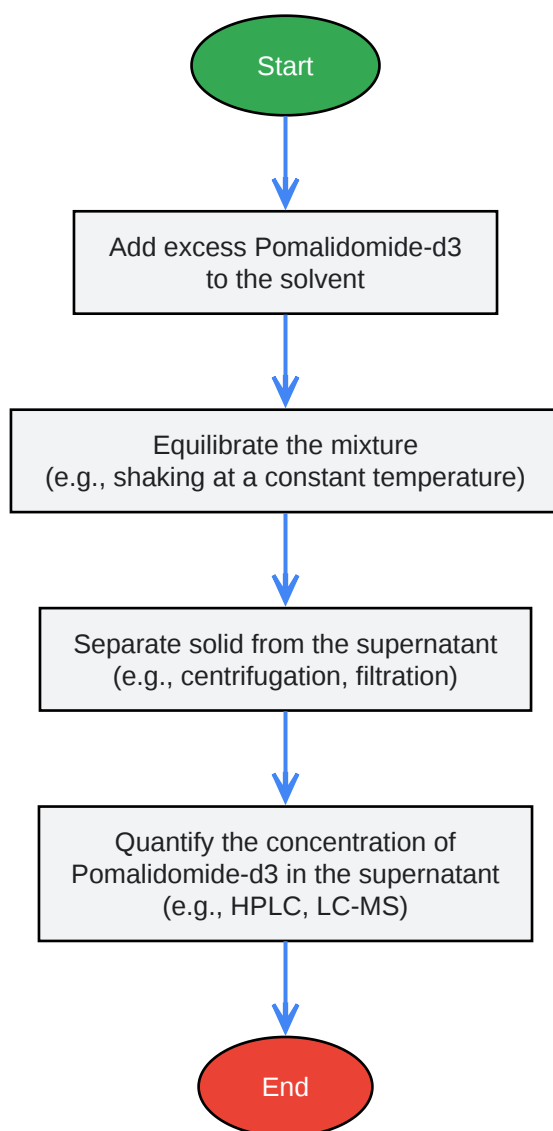 Start
Add excess Pomalidomide-d3
to the solvent
Equilibrate the mixture
(e.g., shaking at a constant temperature)
Separate solid from the supernatant
(e.g., centrifugation, filtration)
Quantify the concentration of
Pomalidomide-d3 in the supernatant
(e.g., HPLC, LC-MS)
End